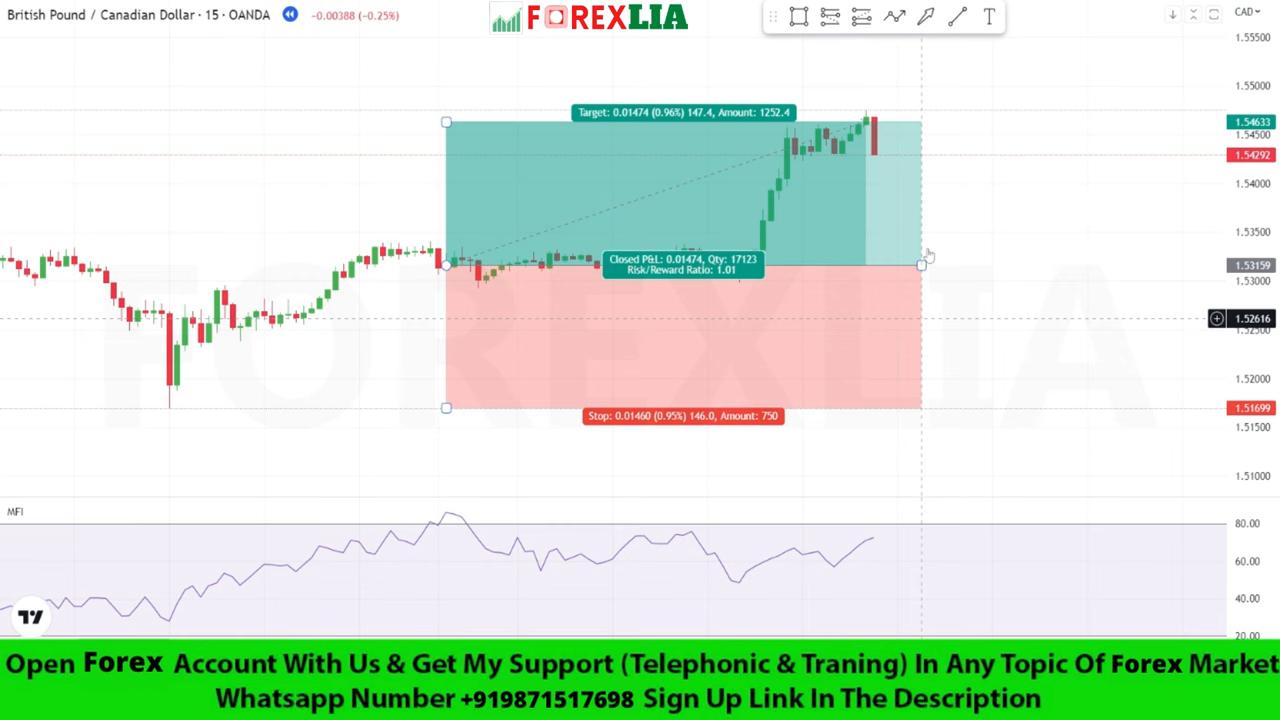 British Pound / Canadian Dollar · 15 · OANDA
−0.00388 (−0.25%)
FOREXLIA
T
CAD
1.55500
1.55000
Target: 0.01474 (0.96%) 147.4, Amount: 1252.4
1.54633
1.54500
1.54292
1.54000
1.53500
Closed P&L: 0.01474, Qty: 17123
Risk/Reward Ratio: 1.01
1.53159
1.53000
1.52616
1.52500
FOREXLIA
1.52000
1.51699
Stop: 0.01460 (0.95%) 146.0, Amount: 750
1.51500
1.51000
MFI
80.00
60.00
40.00
20.00
Open Forex Account With Us & Get My Support (Telephonic & Traning) In Any Topic Of Forex Market
Whatsapp Number +919871517698 Sign Up Link In The Description